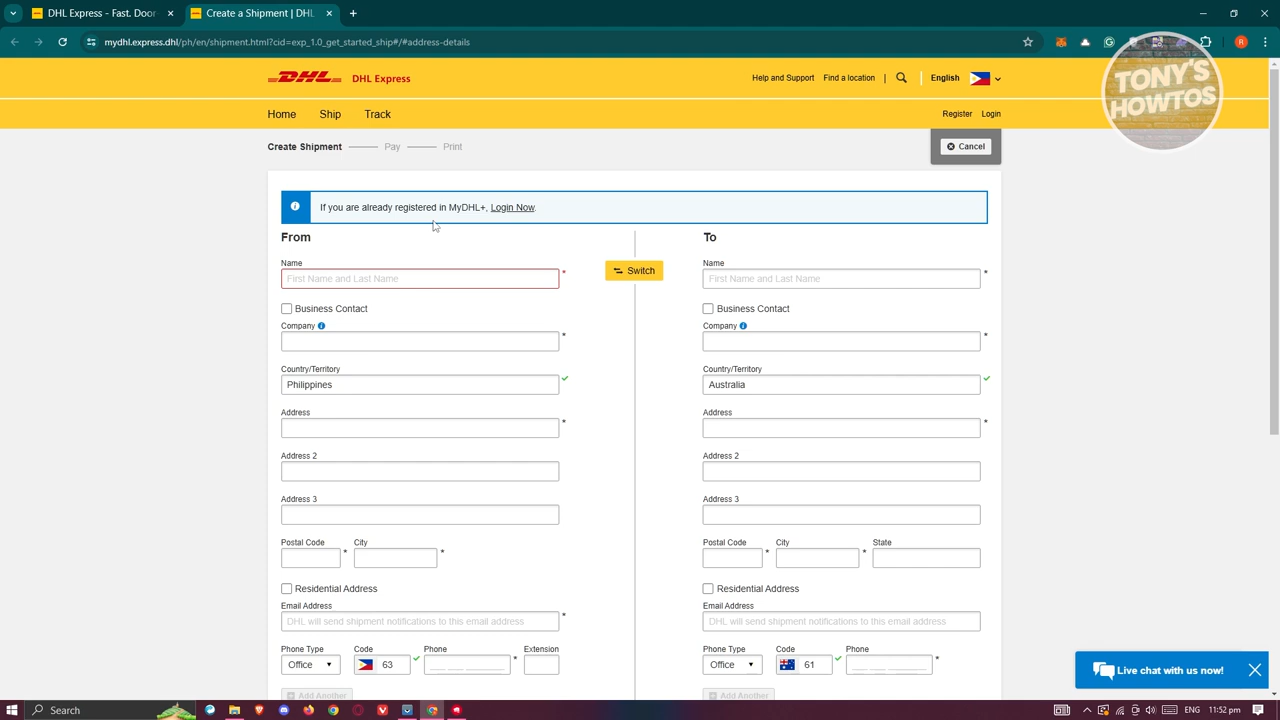 DHL Express - Fast. Door
Create a Shipment | DHL
mydhl.express.dhl/ph/en/shipment.html?cid=exp_1.0_get_started_ship#/#address-details
TONY'S
HOWTOS
DHL
DHL Express
Help and Support
Find a location
English
Home
Ship
Track
Register
Login
Create Shipment
Pay
Print
Cancel
If you are already registered in MyDHL+, Login Now.
From
To
Switch
Name
First Name and Last Name
*
Name
First Name and Last Name
*
Business Contact
Business Contact
Company
*
Company
*
Country/Territory
Philippines
Country/Territory
Australia
Address
*
Address
*
Address 2
Address 2
Address 3
Address 3
Postal Code
*
City
*
Postal Code
*
City
*
State
Residential Address
Residential Address
Email Address
DHL will send shipment notifications to this email address
*
Email Address
DHL will send shipment notifications to this email address
Phone Type
Code
Phone
Extension
Office
63
*
Phone Type
Code
Phone
Office
61
*
Add Another
Add Another
Live chat with us now!
Search
ENG
11:52 pm